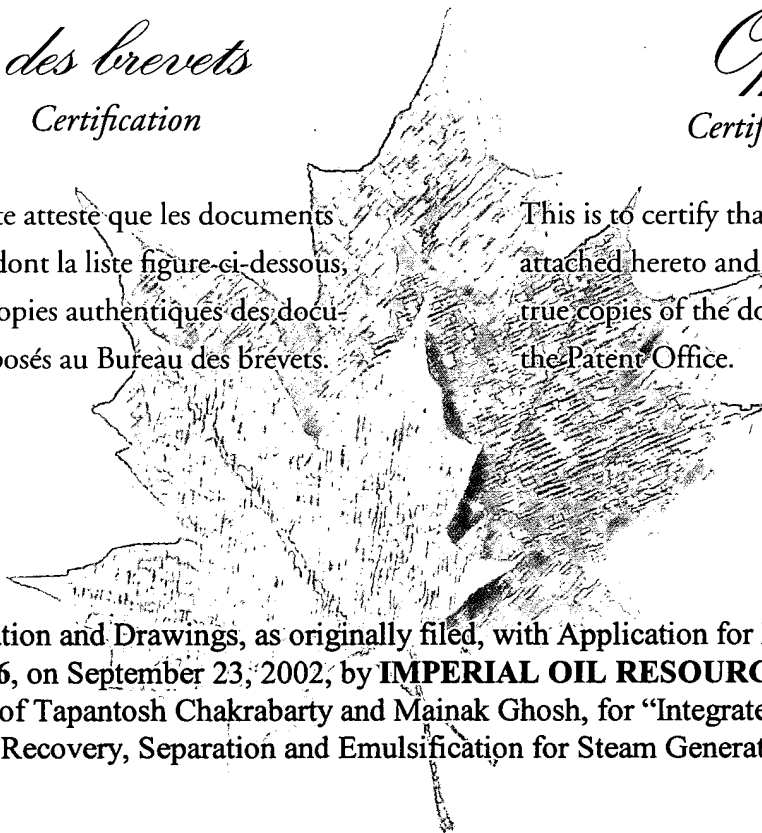 des brevets
Certification
te atteste que les documents
dont la liste figure ci-dessous,
opies authentiques des docu-
posés au Bureau des brevets.
Certif
This is to certify tha
attached hereto and
true copies of the do
the Patent Office.
ation and Drawings, as originally filed, with Application for
6, on September 23, 2002, by IMPERIAL OIL RESOURC
of Tapantosh Chakrabarty and Mainak Ghosh, for “Integrate
Recovery, Separation and Emulsification for Steam Generat